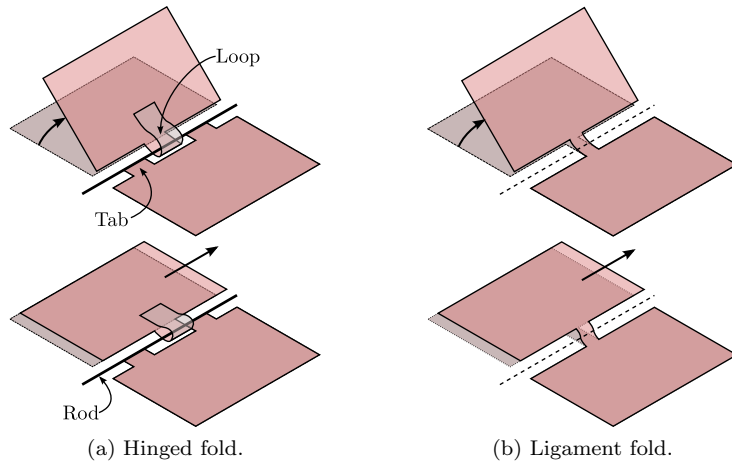 Loop
Tab
Rod
(a) Hinged fold.
(b) Ligament fold.